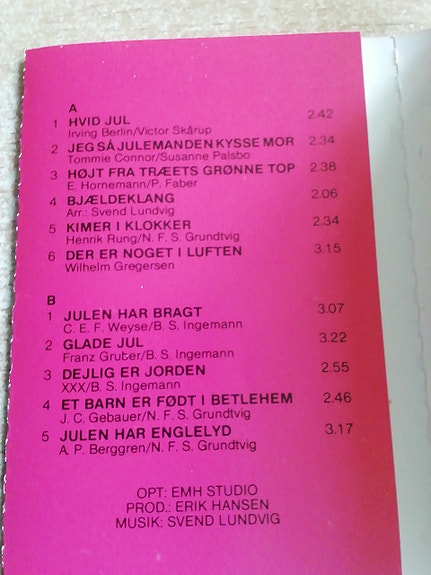 A
1 HVID JUL 2.42
Irving Berlin/Victor Skårup
2 JEG SÅ JULEMANDEN KYSSE MOR 2.34
Tommie Connor/Susanne Palsbo
3 HØJT FRA TRÆETS GRØNNE TOP 2.38
E. Hornemann/P. Faber
4 BJÆLDEKLANG 2.06
Arr.: Svend Lundvig
5 KIMER I KLOKKER 2.34
Henrik Rung/N. F. S. Grundtvig
6 DER ER NOGET I LUFTEN 3.15
Wilhelm Gregersen
B
1 JULEN HAR BRAGT 3.07
C. E. F. Weyse/B. S. Ingemann
2 GLADE JUL 3.22
Franz Gruber/B. S. Ingemann
3 DEJLIG ER JORDEN 2.55
XXX/B. S. Ingemann
4 ET BARN ER FØDT I BETLEHEM 2.46
J. C. Gebauer/N. F. S. Grundtvig
5 JULEN HAR ENGLELYD 3.17
A. P. Berggren/N. F. S. Grundtvig
OPT: EMH STUDIO
PROD.: ERIK HANSEN
MUSIK: SVEND LUNDVIG